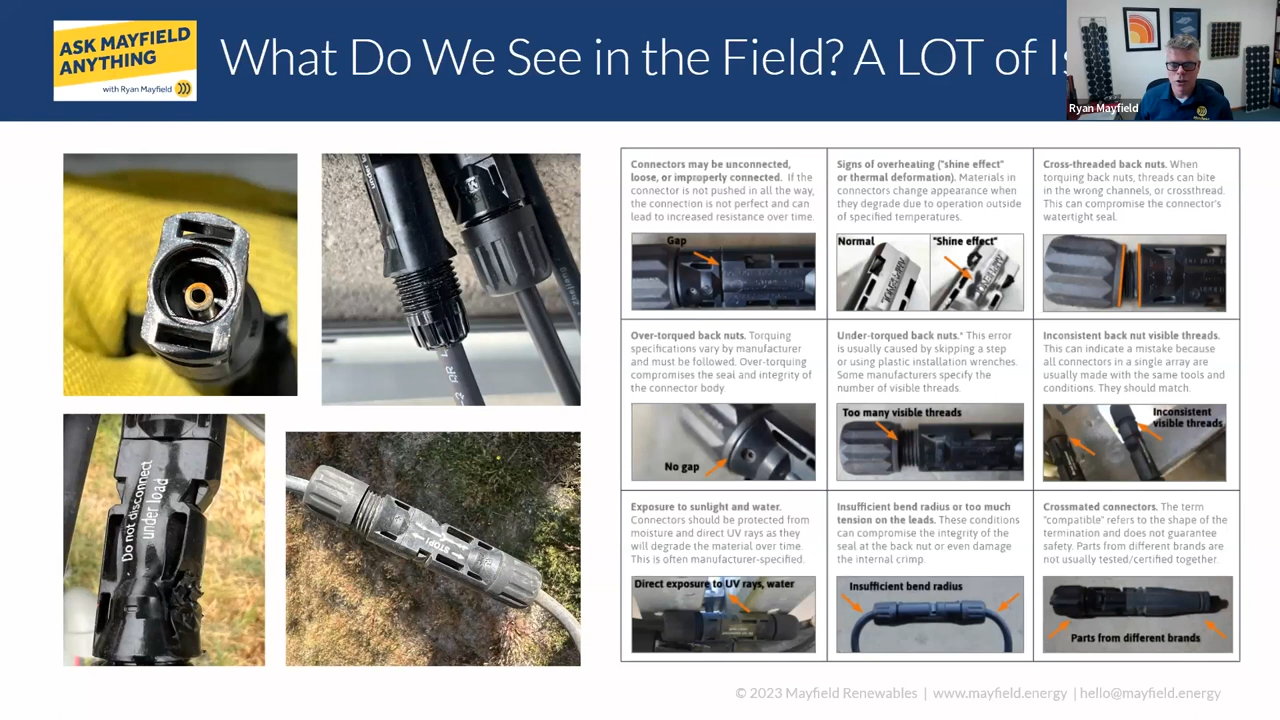 ASK MAYFIELD
ANYTHING
with Ryan Mayfield
What Do We See in the Field? A LOT of
Ryan Mayfield
Do not disconnect
under load
STOP!
Connectors may be unconnected,
loose, or improperly connected. If the
connector is not pushed in all the way,
the connection is not perfect and can
lead to increased resistance over time.
Gap
Signs of overheating ("shine effect"
or thermal deformation). Materials in
connectors change appearance when
they degrade due to operation outside
of specified temperatures.
Normal
"Shine effect"
AMPHENOL
Cross-threaded back nuts. When
torquing back nuts, threads can bite
in the wrong channels, or crossthread.
This can compromise the connector's
watertight seal.
Over-torqued back nuts. Torquing
specifications vary by manufacturer
and must be followed. Over-torquing
compromises the seal and integrity of
the connector body.
No gap
Under-torqued back nuts.* This error
is usually caused by skipping a step
or using plastic installation wrenches.
Some manufacturers specify the
number of visible threads.
Too many visible threads
Inconsistent back nut visible threads.
This can indicate a mistake because
all connectors in a single array are
usually made with the same tools and
conditions. They should match.
Inconsistent
visible threads
Exposure to sunlight and water.
Connectors should be protected from
moisture and direct UV rays as they
will degrade the material over time.
This is often manufacturer-specified.
Direct exposure to UV rays, water
Insufficient bend radius or too much
tension on the leads. These conditions
can compromise the integrity of the
seal at the back nut or even damage
the internal crimp.
Insufficient bend radius
Crossmated connectors. The term
"compatible" refers to the shape of the
termination and does not guarantee
safety. Parts from different brands are
not usually tested/certified together.
Parts from different brands
© 2023 Mayfield Renewables | www.mayfield.energy | hello@mayfield.energy